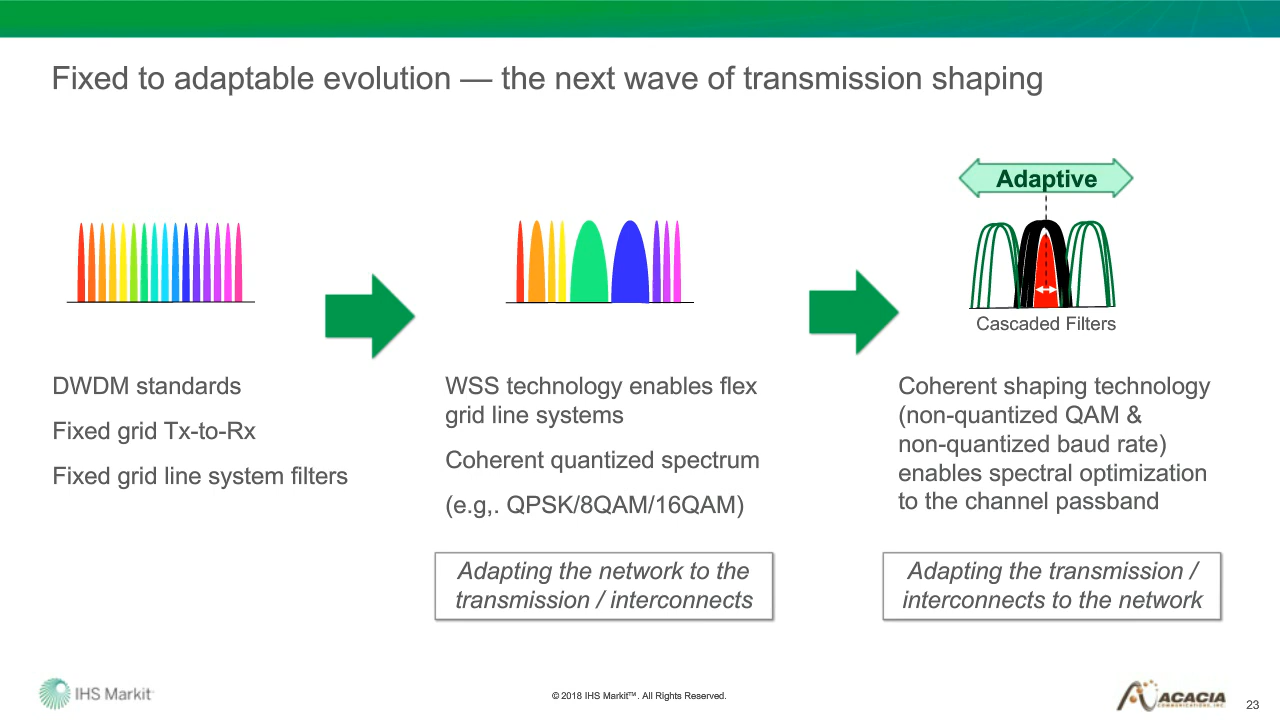 Fixed to adaptable evolution — the next wave of transmission shaping
Adaptive
Cascaded Filters
DWDM standards
Fixed grid Tx-to-Rx
Fixed grid line system filters
WSS technology enables flex
grid line systems
Coherent quantized spectrum
(e.g,. QPSK/8QAM/16QAM)
Adapting the network to the
transmission / interconnects
Coherent shaping technology
(non-quantized QAM &
non-quantized baud rate)
enables spectral optimization
to the channel passband
Adapting the transmission /
interconnects to the network
IHS Markit™
© 2018 IHS Markit™. All Rights Reserved.
ACACIA
COMMUNICATIONS, INC.
23